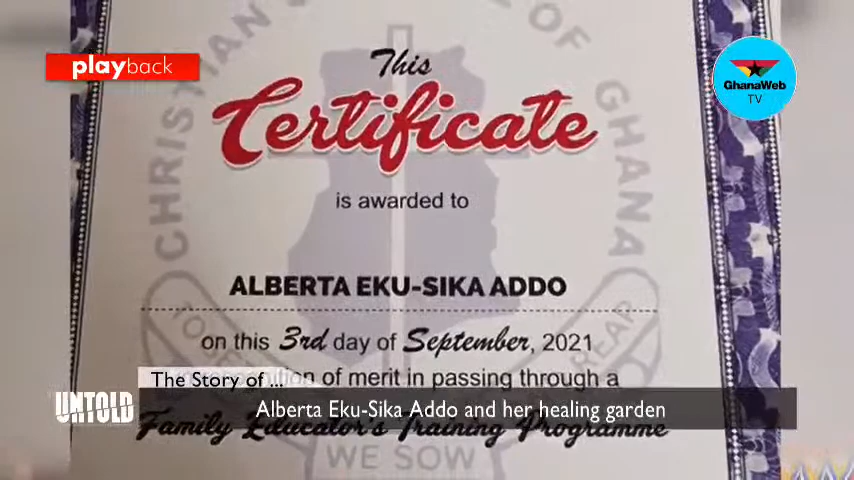 playback
GhanaWeb
TV
CHRISTIAN
OF
GHANA
This
Certificate
is awarded to
ALBERTA EKU-SIKA ADDO
on this 3rd day of September, 2021
of merit in passing through a
Family Educator's Training Programme
WE SOW
REAP
The Story of ...
UNTOLD
Alberta Eku-Sika Addo and her healing garden